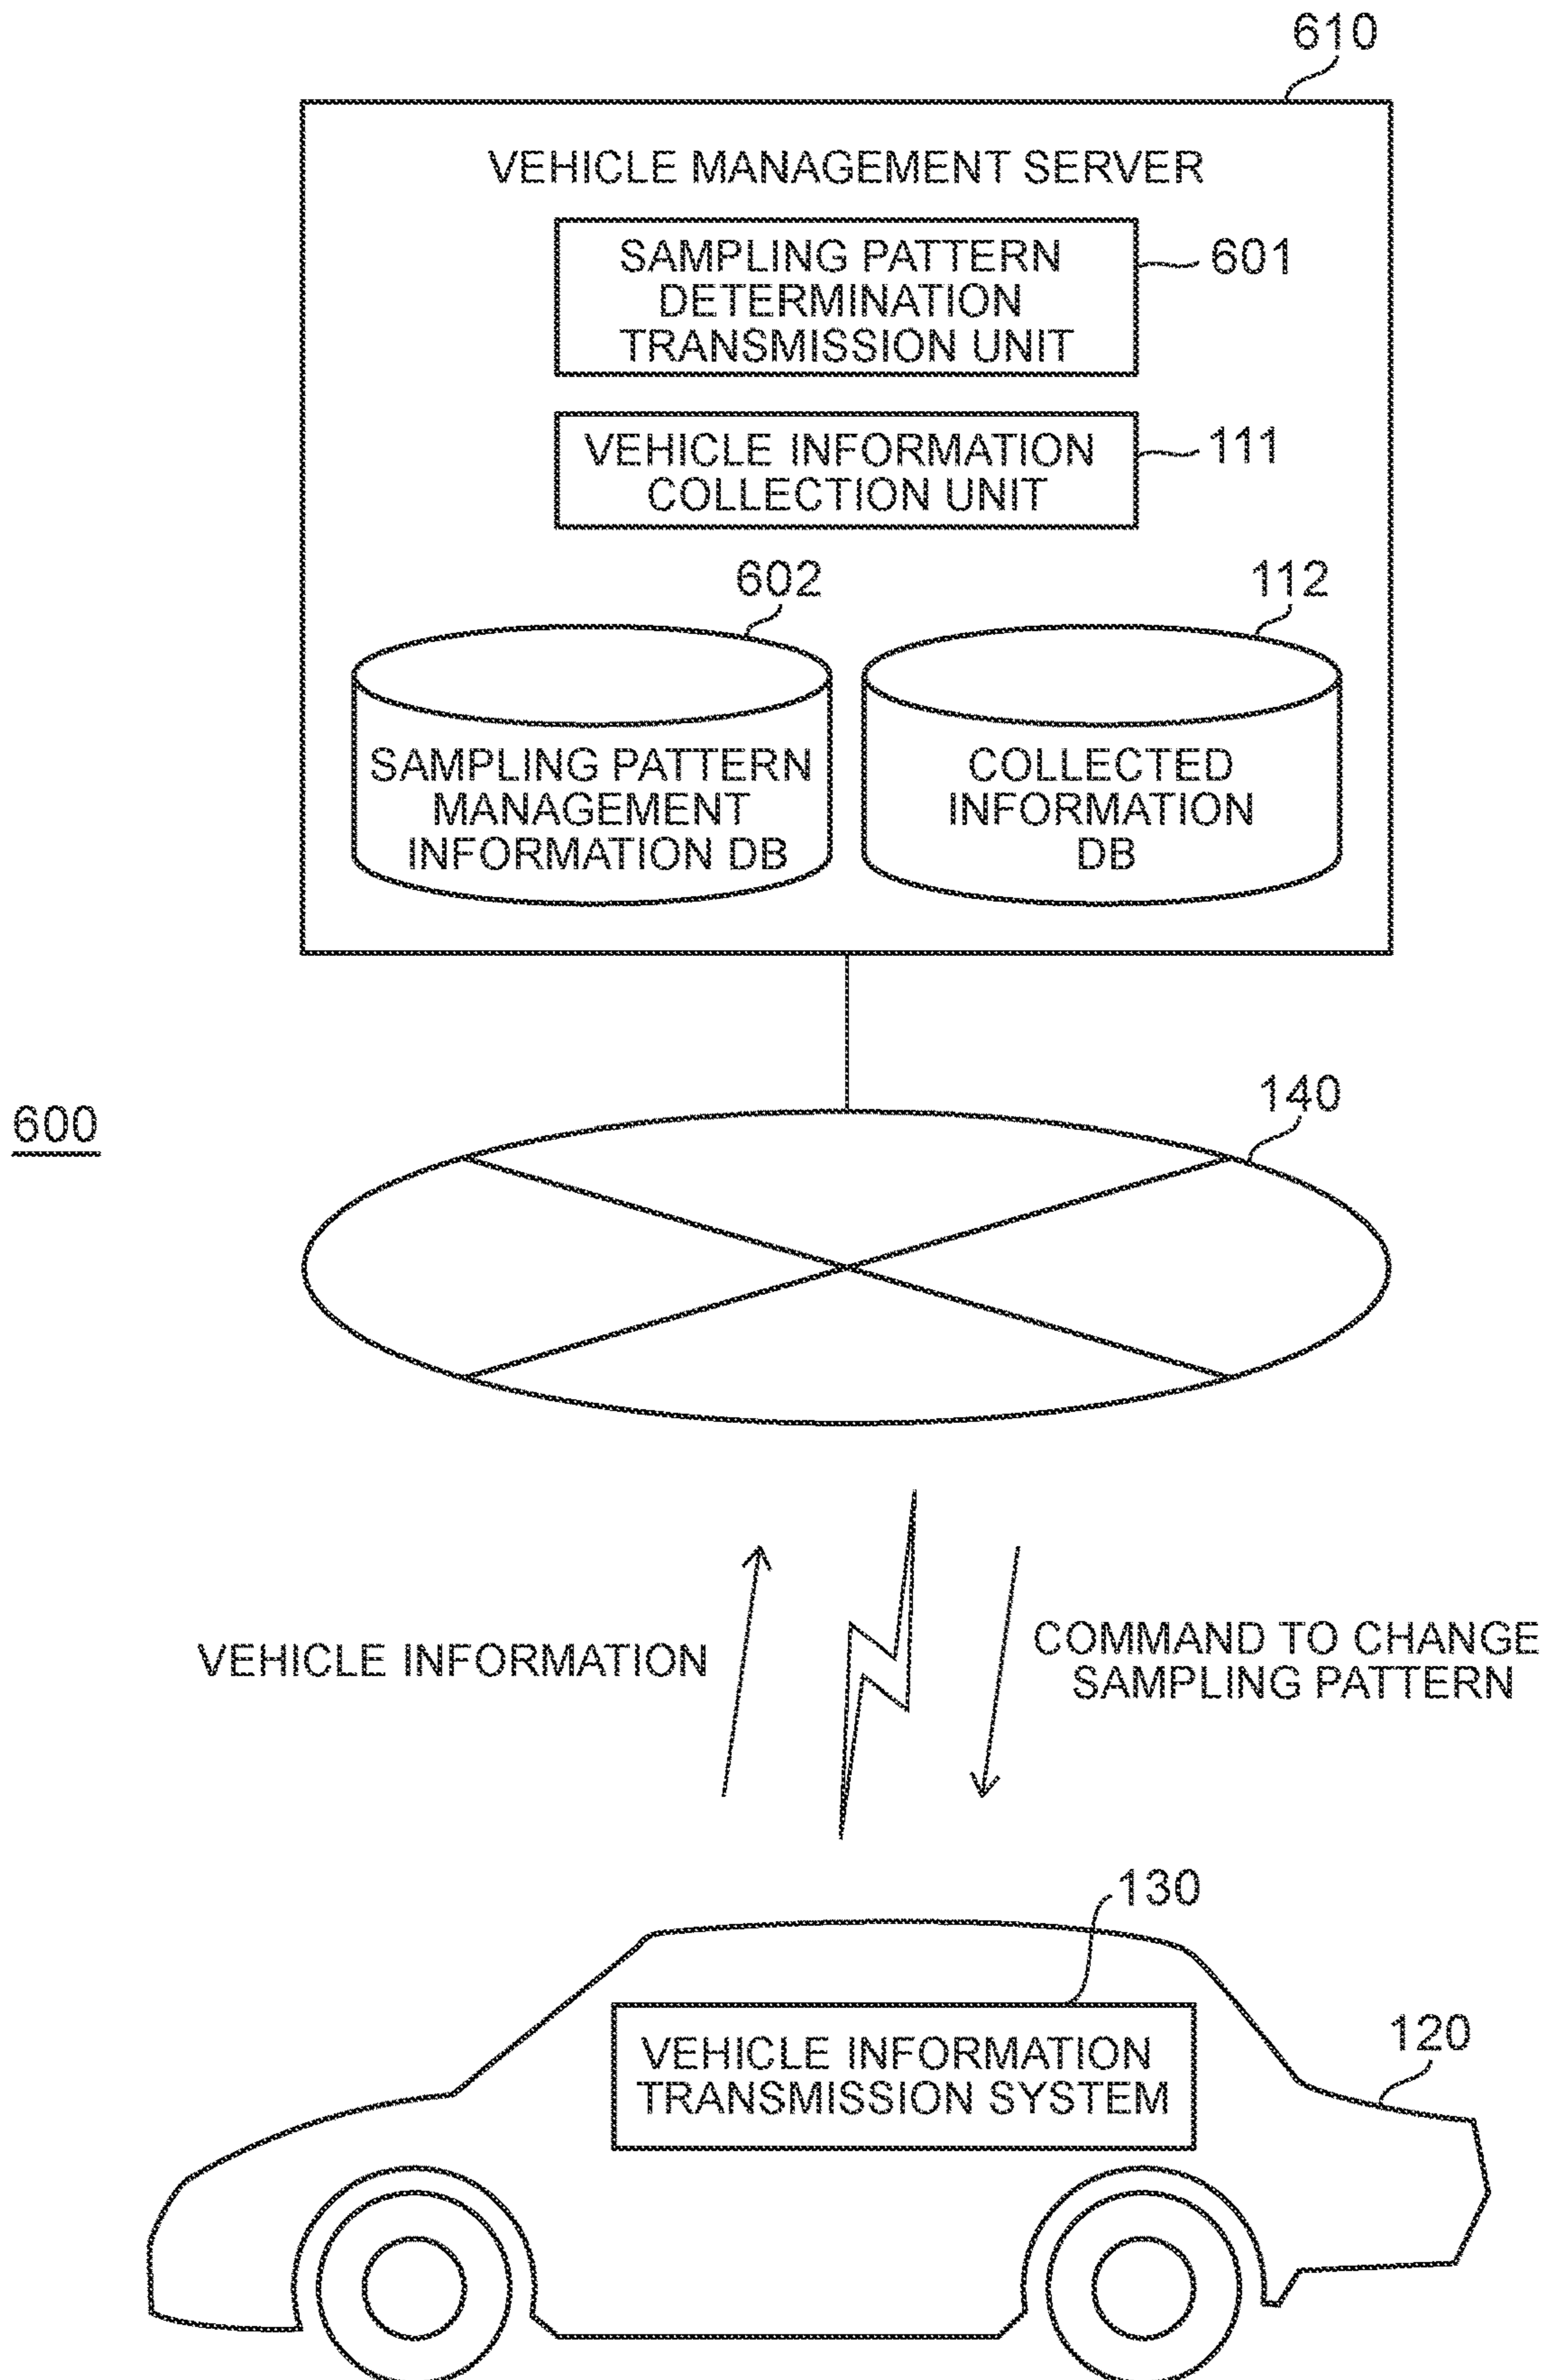 610
VEHICLE MANAGEMENT SERVER
SAMPLING PATTERN
DETERMINATION
TRANSMISSION UNIT
601
VEHICLE INFORMATION
COLLECTION UNIT
111
602
112
SAMPLING PATTERN
MANAGEMENT
INFORMATION DB
COLLECTED
INFORMATION
DB
600
140
VEHICLE INFORMATION
COMMAND TO CHANGE
SAMPLING PATTERN
130
VEHICLE INFORMATION
TRANSMISSION SYSTEM
120